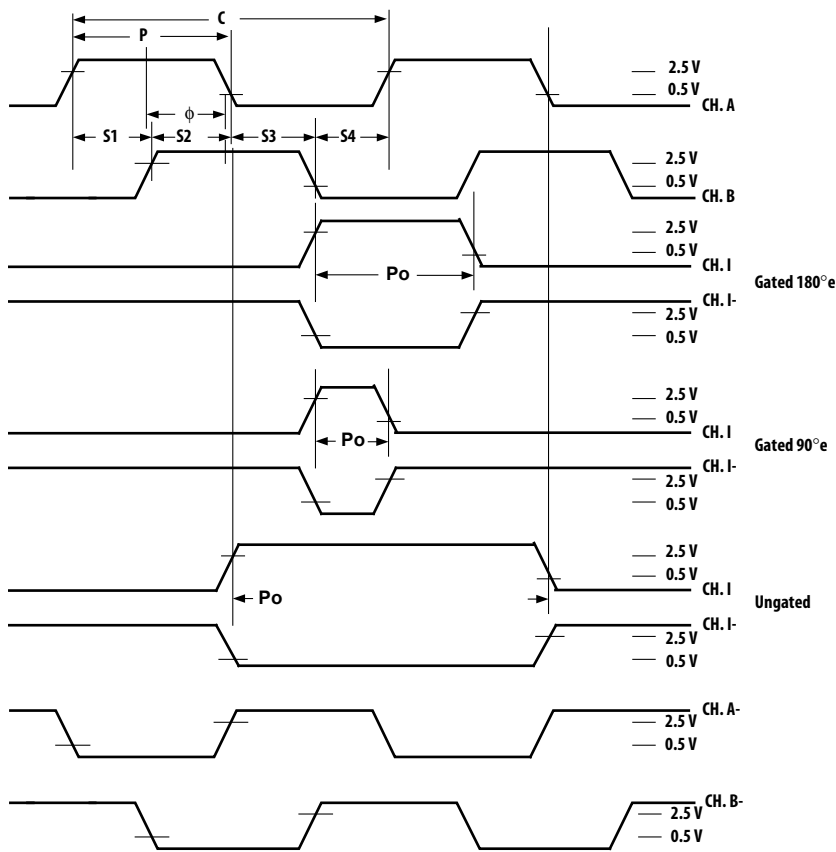 C
P
2.5 V
0.5 V
CH. A
ϕ
S1 S2 S3 S4
2.5 V
0.5 V
CH. B
2.5 V
0.5 V
CH. I
Po
Gated 180°e
CH. I-
2.5 V
0.5 V
2.5 V
0.5 V
CH. I
Po
Gated 90°e
CH. I-
2.5 V
0.5 V
2.5 V
0.5 V
CH. I
Po
Ungated
CH. I-
2.5 V
0.5 V
CH. A-
2.5 V
0.5 V
CH. B-
2.5 V
0.5 V